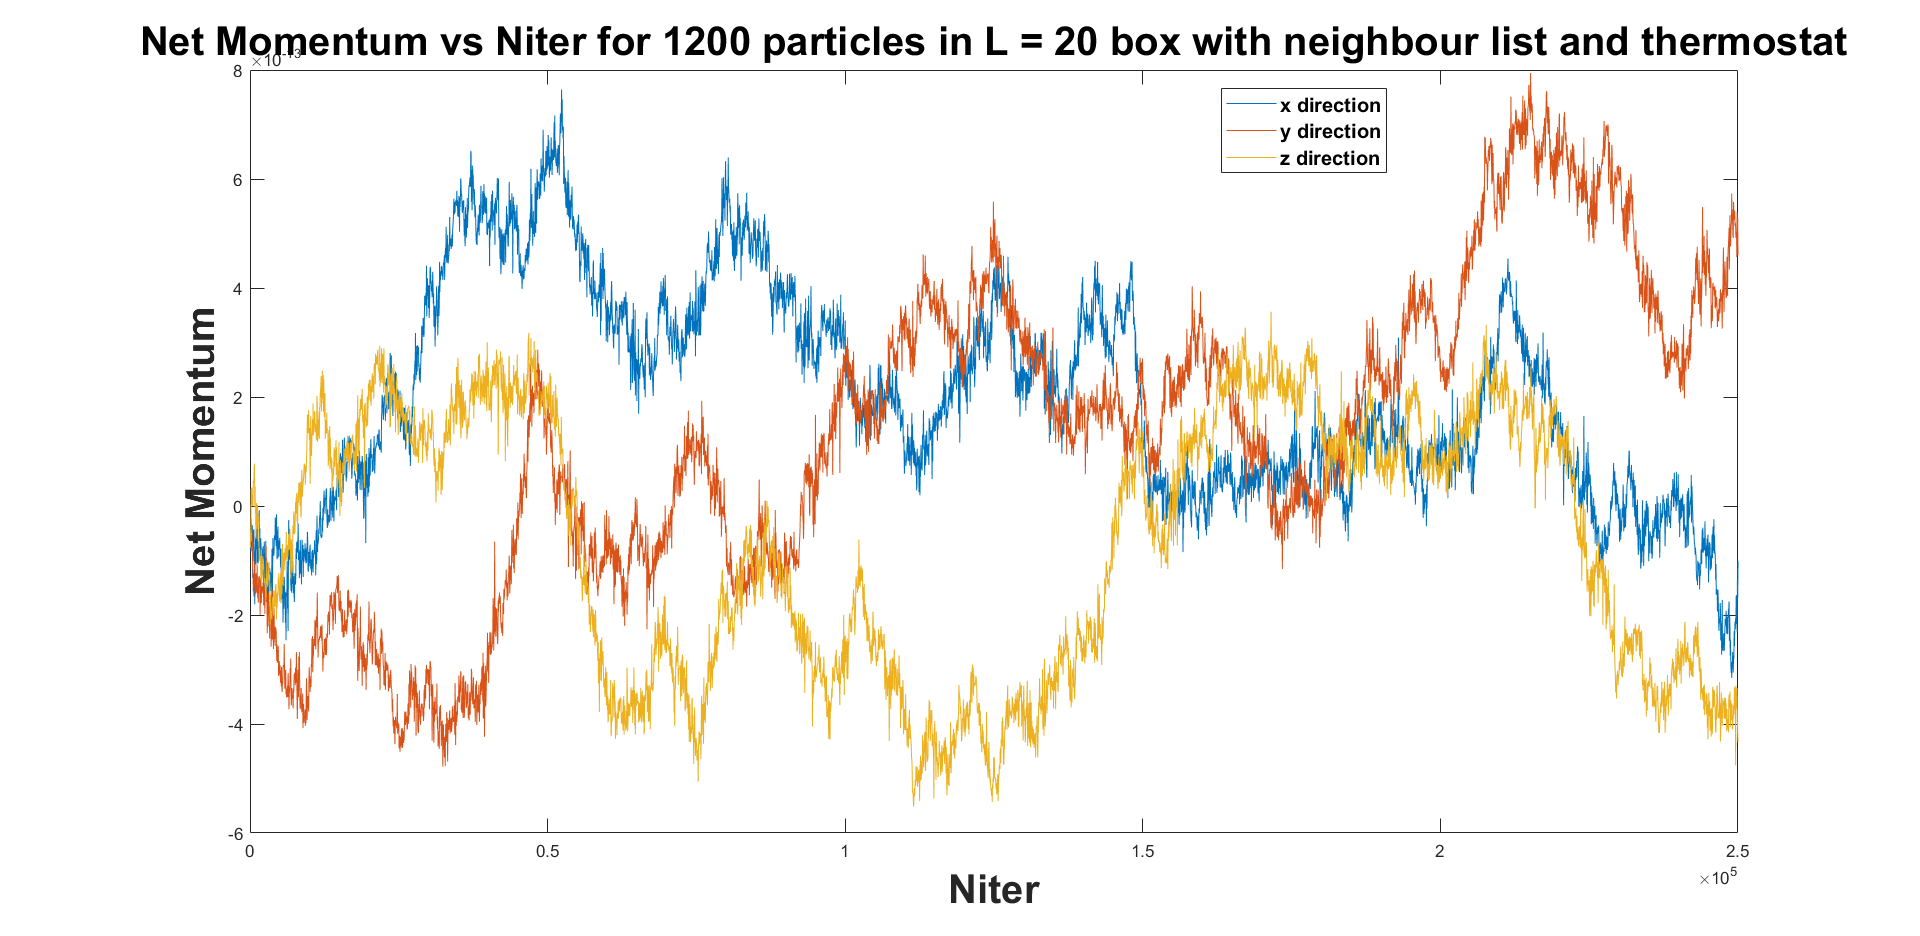 Net Momentum vs Niter for 1200 particles in L = 20 box with neighbour list and thermostat
×10⁻¹³
8
6
4
2
0
-2
-4
-6
Net Momentum
x direction
y direction
z direction
0 0.5 1 1.5 2 2.5
×10⁵
Niter